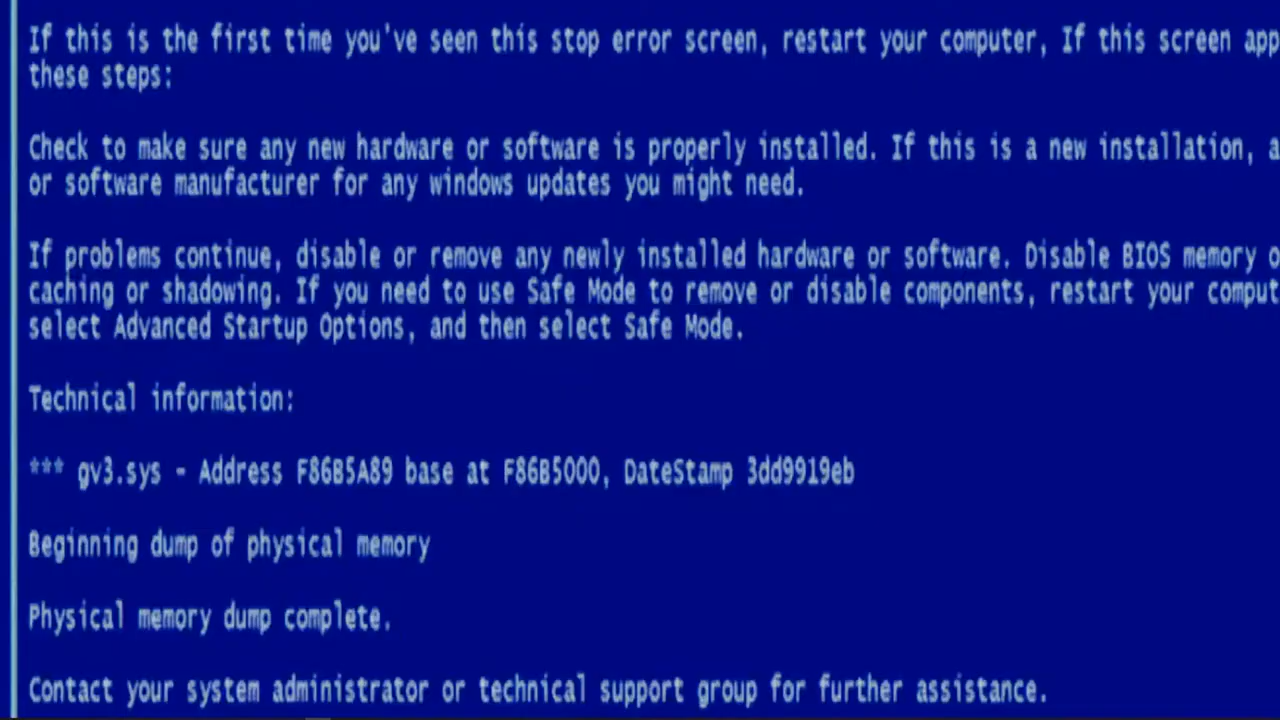 If this is the first time you've seen this stop error screen, restart your computer, If this screen app
these steps:
Check to make sure any new hardware or software is properly installed. If this is a new installation, a
or software manufacturer for any windows updates you might need.
If problems continue, disable or remove any newly installed hardware or software. Disable BIOS memory o
caching or shadowing. If you need to use Safe Mode to remove or disable components, restart your comput
select Advanced Startup Options, and then select Safe Mode.
Technical information:
*** gv3.sys - Address F86B5A89 base at F86B5000, DateStamp 3dd9919eb
Beginning dump of physical memory
Physical memory dump complete.
Contact your system administrator or technical support group for further assistance.